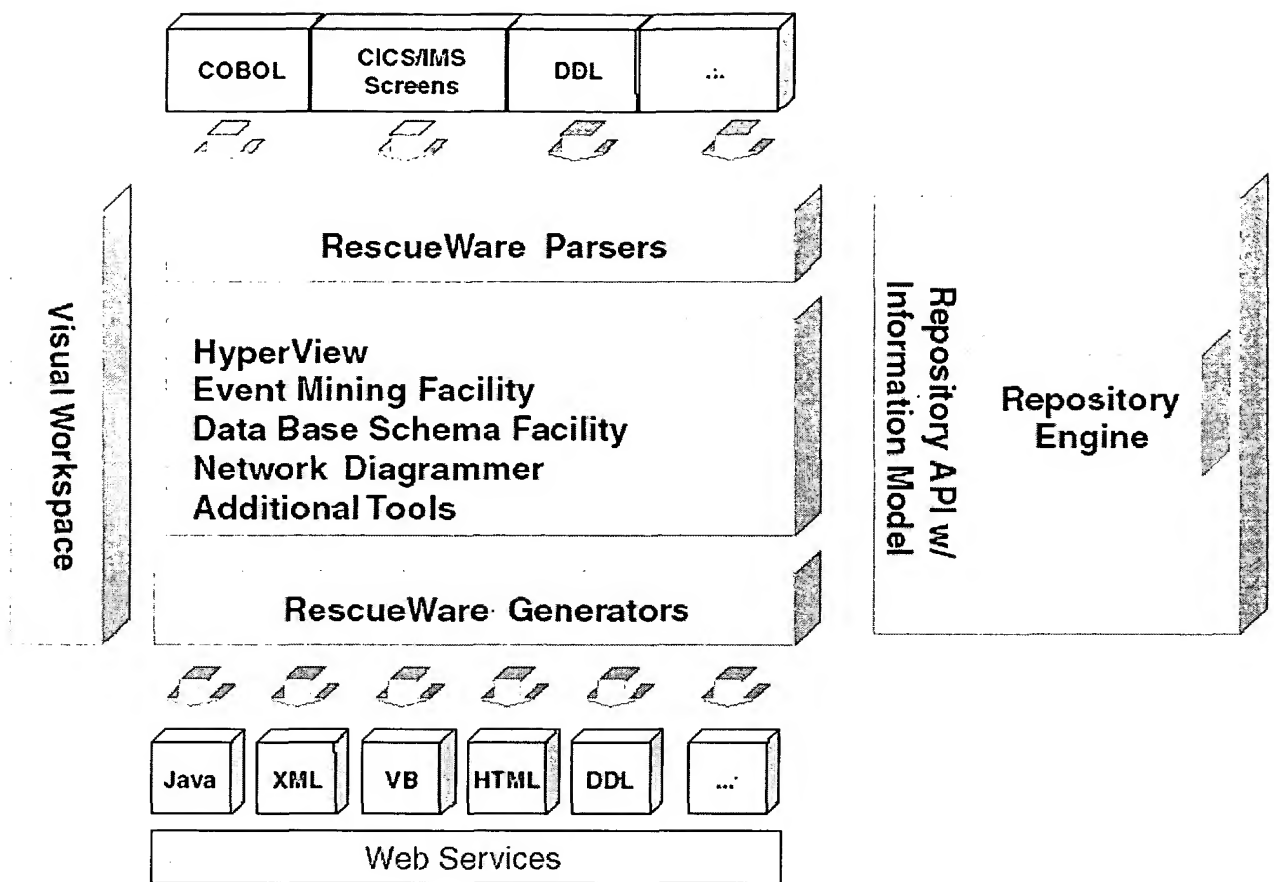 COBOL
CICS/IMS
Screens
DDL
...
RescueWare Parsers
Visual Workspace
HyperView
Event Mining Facility
Data Base Schema Facility
Network Diagrammer
Additional Tools
Repository API w/
Information Model
Repository
Engine
RescueWare Generators
Java
XML
VB
HTML
DDL
...
Web Services